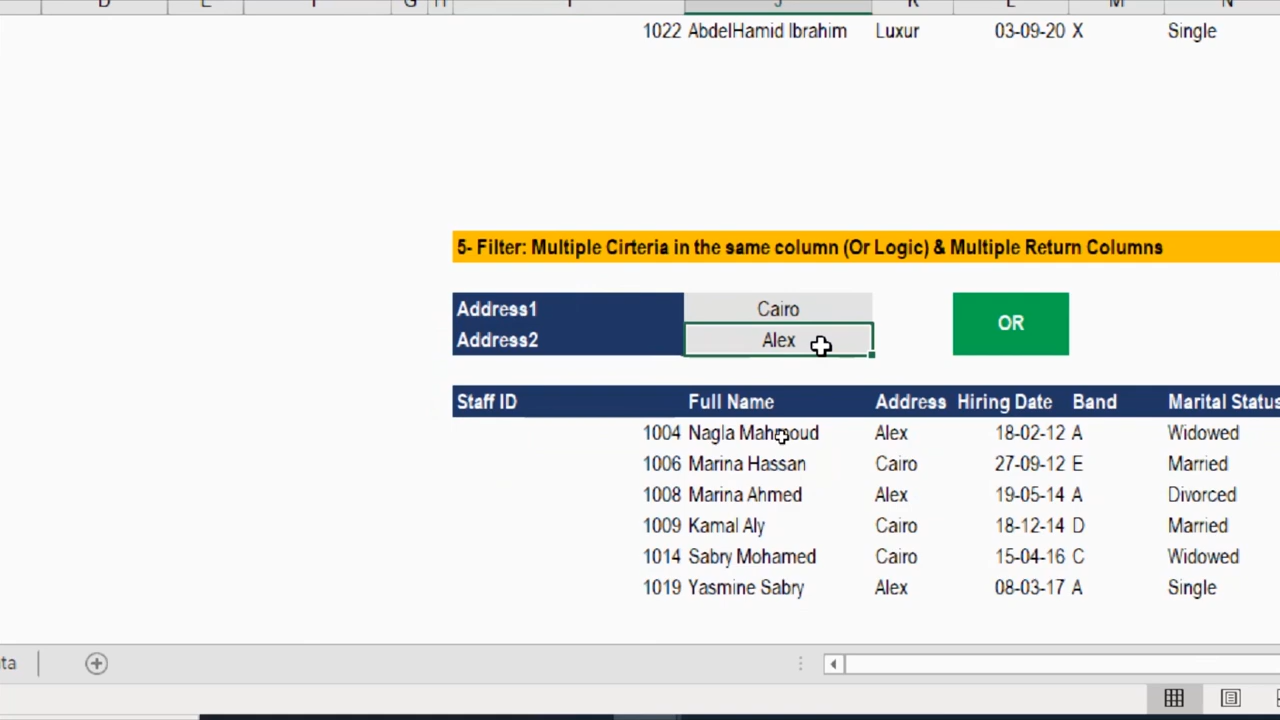 J
1022 AbdelHamid Ibrahim Luxur 03-09-20 X Single
5- Filter: Multiple Cirteria in the same column (Or Logic) & Multiple Return Columns
Address1 Cairo
OR
Address2 Alex
Staff ID Full Name Address Hiring Date Band Marital Status
1004 Nagla Mahmoud Alex 18-02-12 A Widowed
1006 Marina Hassan Cairo 27-09-12 E Married
1008 Marina Ahmed Alex 19-05-14 A Divorced
1009 Kamal Aly Cairo 18-12-14 D Married
1014 Sabry Mohamed Cairo 15-04-16 C Widowed
1019 Yasmine Sabry Alex 08-03-17 A Single
ta